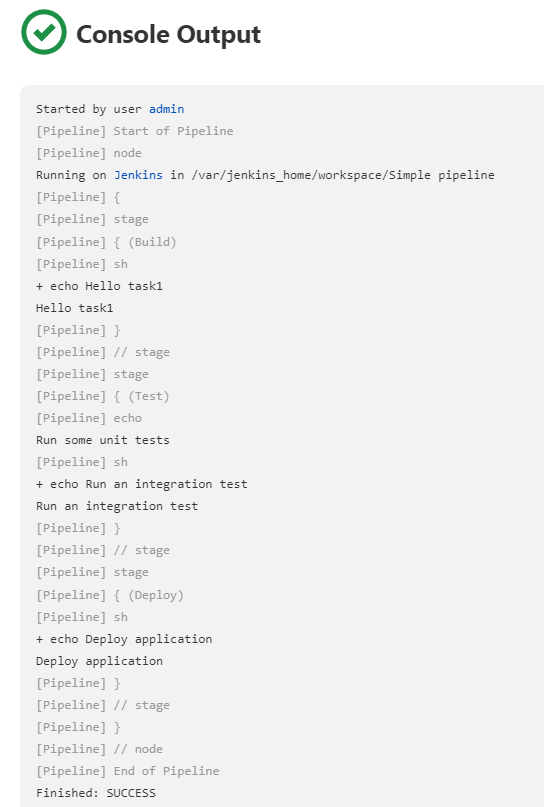 Console Output
Started by user admin
[Pipeline] Start of Pipeline
[Pipeline] node
Running on Jenkins in /var/jenkins_home/workspace/Simple pipeline
[Pipeline] {
[Pipeline] stage
[Pipeline] { (Build)
[Pipeline] sh
+ echo Hello task1
Hello task1
[Pipeline] }
[Pipeline] // stage
[Pipeline] stage
[Pipeline] { (Test)
[Pipeline] echo
Run some unit tests
[Pipeline] sh
+ echo Run an integration test
Run an integration test
[Pipeline] }
[Pipeline] // stage
[Pipeline] stage
[Pipeline] { (Deploy)
[Pipeline] sh
+ echo Deploy application
Deploy application
[Pipeline] }
[Pipeline] // stage
[Pipeline] }
[Pipeline] // node
[Pipeline] End of Pipeline
Finished: SUCCESS